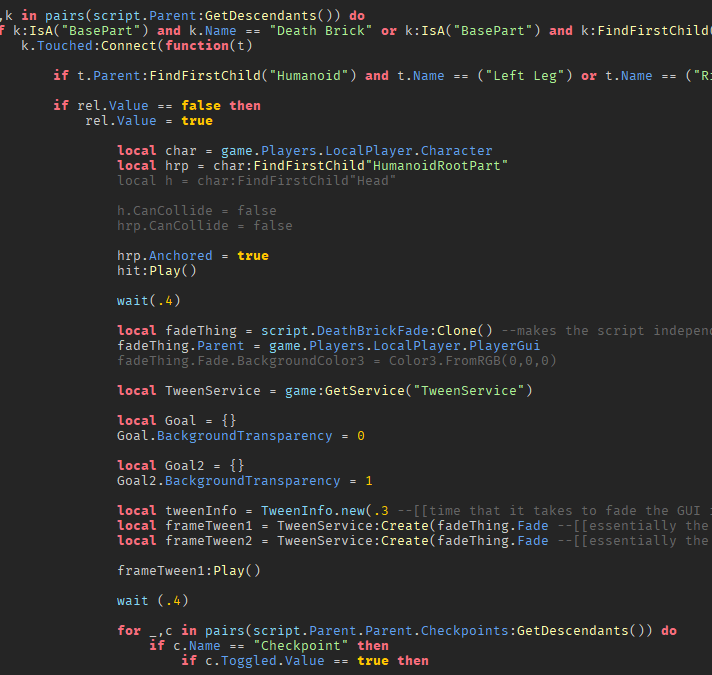 ,k in pairs(script.Parent:GetDescendants()) do
f k:IsA("BasePart") and k.Name == "Death Brick" or k:IsA("BasePart") and k:FindFirstChild(
k.Touched:Connect(function(t)
if t.Parent:FindFirstChild("Humanoid") and t.Name == ("Left Leg") or t.Name == ("Ri
if rel.Value == false then
rel.Value = true
local char = game.Players.LocalPlayer.Character
local hrp = char:FindFirstChild"HumanoidRootPart"
local h = char:FindFirstChild"Head"
h.CanCollide = false
hrp.CanCollide = false
hrp.Anchored = true
hit:Play()
wait(.4)
local fadeThing = script.DeathBrickFade:Clone() --makes the script independ
fadeThing.Parent = game.Players.LocalPlayer.PlayerGui
fadeThing.Fade.BackgroundColor3 = Color3.FromRGB(0,0,0)
local TweenService = game:GetService("TweenService")
local Goal = {}
Goal.BackgroundTransparency = 0
local Goal2 = {}
Goal2.BackgroundTransparency = 1
local tweenInfo = TweenInfo.new(.3 --[[time that it takes to fade the GUI
local frameTween1 = TweenService:Create(fadeThing.Fade --[[essentially the
local frameTween2 = TweenService:Create(fadeThing.Fade --[[essentially the
frameTween1:Play()
wait (.4)
for _,c in pairs(script.Parent.Parent.Checkpoints:GetDescendants()) do
if c.Name == "Checkpoint" then
if c.Toggled.Value == true then